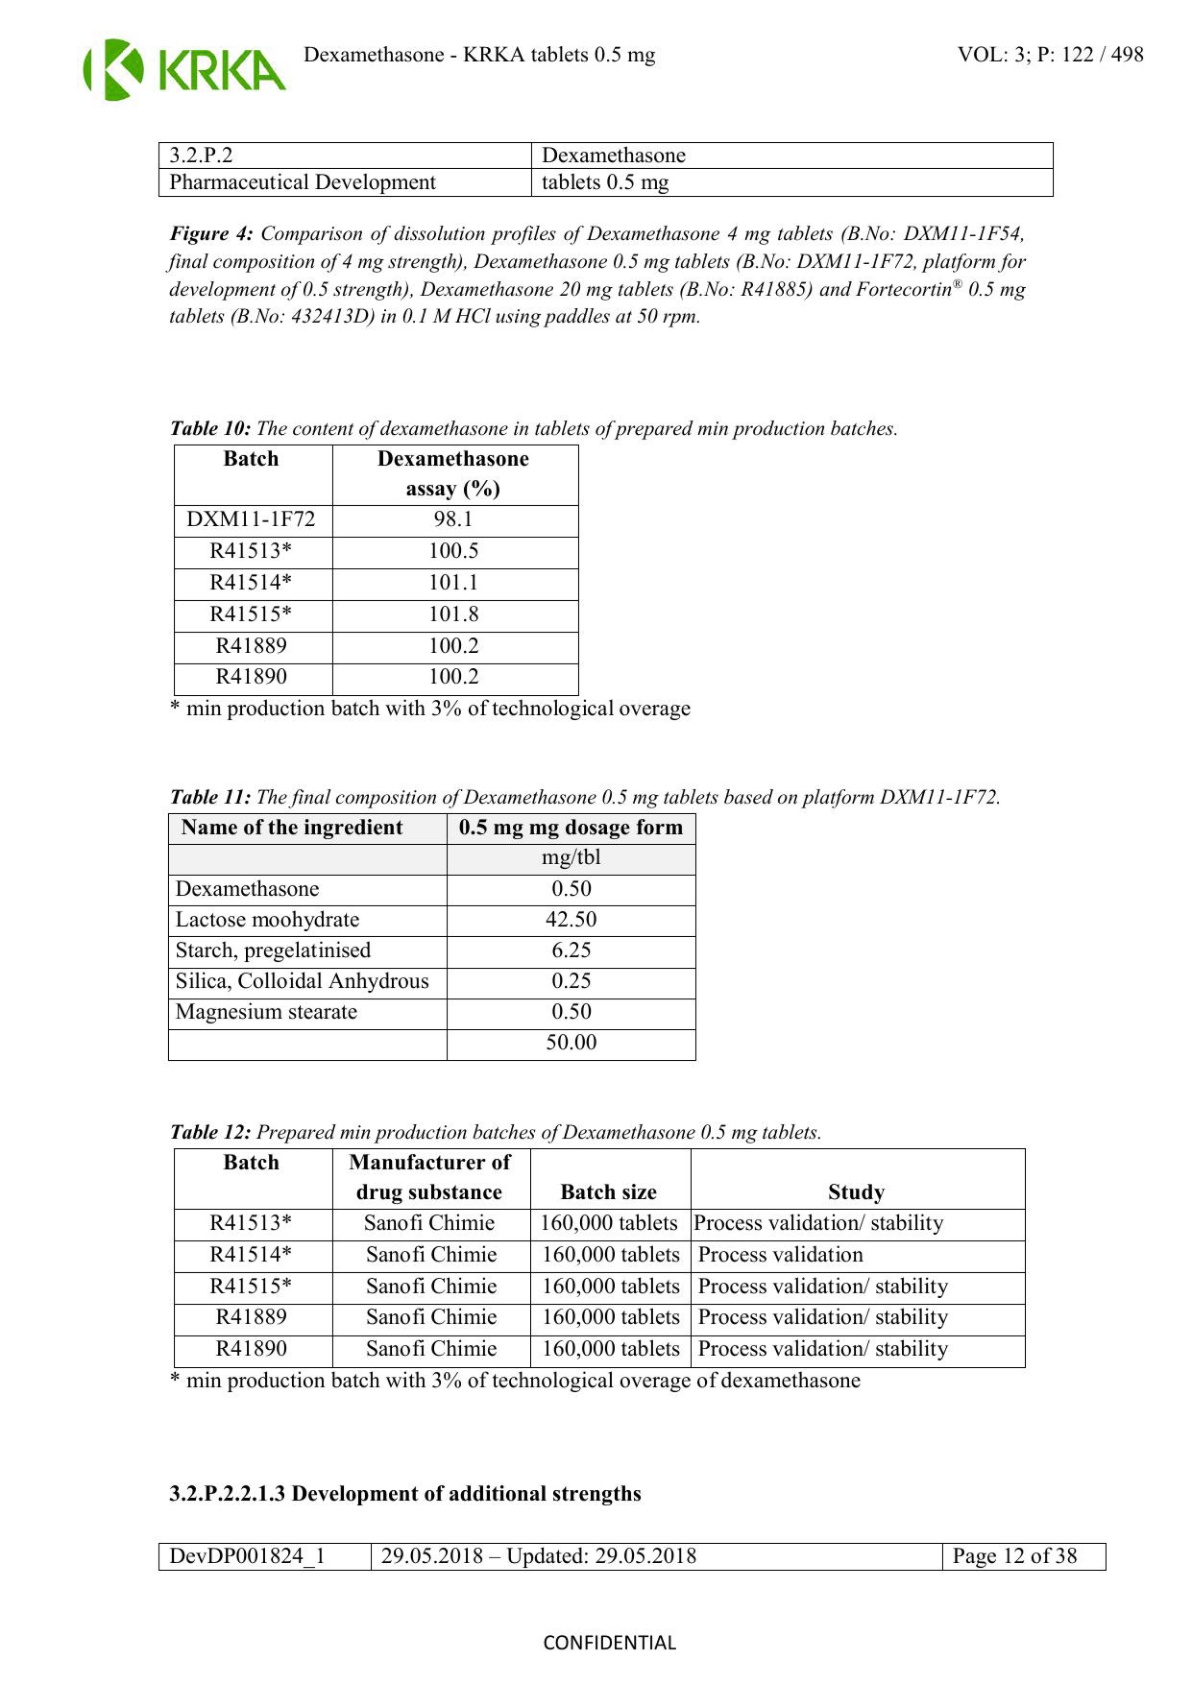 KRKA
Dexamethasone - KRKA tablets 0.5 mg
VOL: 3; P: 122 / 498
3.2.P.2 Dexamethasone
Pharmaceutical Development tablets 0.5 mg
Figure 4: Comparison of dissolution profiles of Dexamethasone 4 mg tablets (B.No: DXM11-1F54,
final composition of 4 mg strength), Dexamethasone 0.5 mg tablets (B.No: DXM11-1F72, platform for
development of 0.5 strength), Dexamethasone 20 mg tablets (B.No: R41885) and Fortecortin® 0.5 mg
tablets (B.No: 432413D) in 0.1 M HCl using paddles at 50 rpm.
Table 10: The content of dexamethasone in tablets of prepared min production batches.
Batch Dexamethasone
assay (%)
DXM11-1F72 98.1
R41513* 100.5
R41514* 101.1
R41515* 101.8
R41889 100.2
R41890 100.2
* min production batch with 3% of technological overage
Table 11: The final composition of Dexamethasone 0.5 mg tablets based on platform DXM11-1F72.
Name of the ingredient 0.5 mg mg dosage form
mg/tbl
Dexamethasone 0.50
Lactose moohydrate 42.50
Starch, pregelatinised 6.25
Silica, Colloidal Anhydrous 0.25
Magnesium stearate 0.50
50.00
Table 12: Prepared min production batches of Dexamethasone 0.5 mg tablets.
Batch Manufacturer of
drug substance Batch size Study
R41513* Sanofi Chimie 160,000 tablets Process validation/ stability
R41514* Sanofi Chimie 160,000 tablets Process validation
R41515* Sanofi Chimie 160,000 tablets Process validation/ stability
R41889 Sanofi Chimie 160,000 tablets Process validation/ stability
R41890 Sanofi Chimie 160,000 tablets Process validation/ stability
* min production batch with 3% of technological overage of dexamethasone
3.2.P.2.2.1.3 Development of additional strengths
DevDP001824_1 29.05.2018 – Updated: 29.05.2018 Page 12 of 38
CONFIDENTIAL